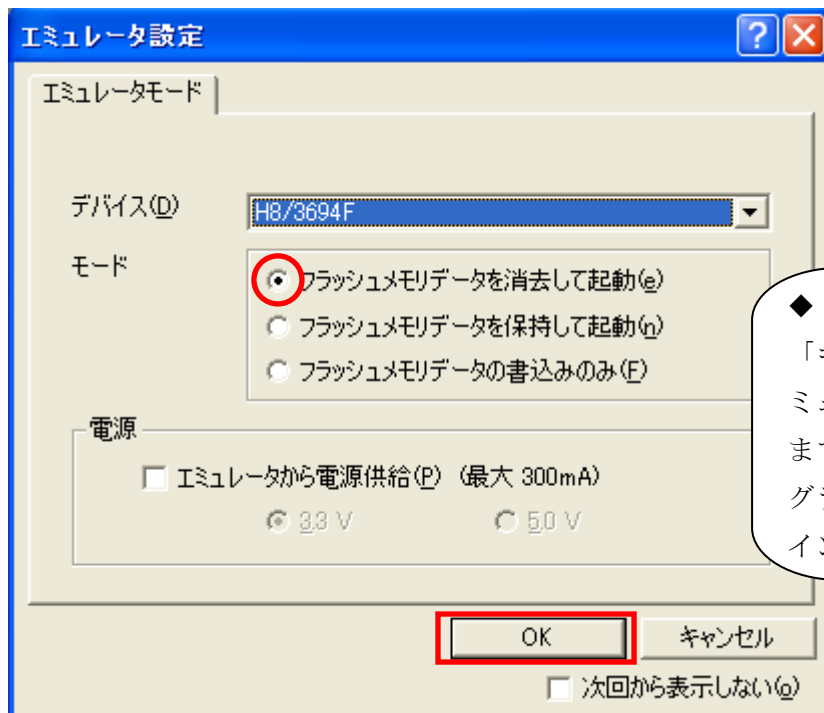 エミュレータ設定
エミュレータモード
デバイス(D)
H8/3694F
モード
フラッシュメモリデータを消去して起動(e)
フラッシュメモリデータを保持して起動(n)
フラッシュメモリデータの書込みのみ(F)
◆
「
ミュ
ます
グラ
イン
電源
エミュレータから電源供給(P) (最大 300mA)
3.3 V
5.0 V
OK
キャンセル
次回から表示しない(o)